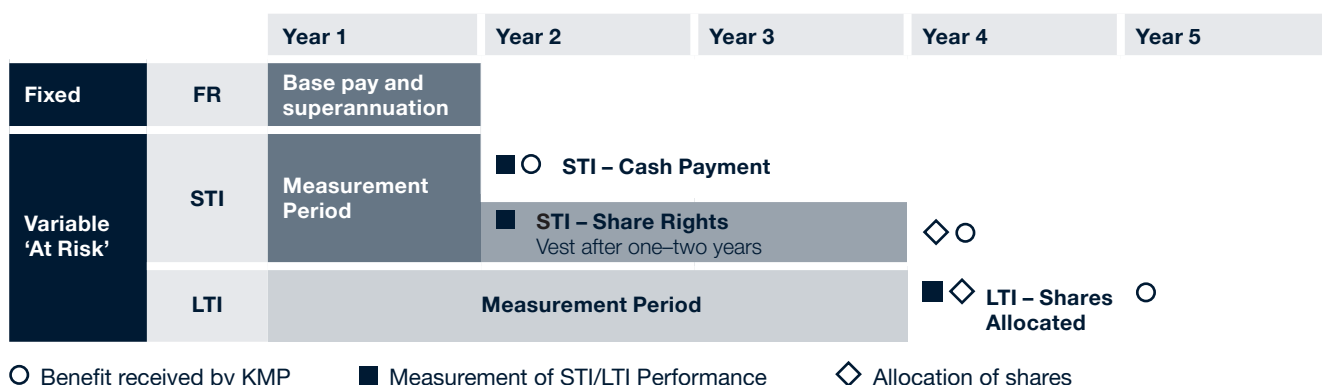 Year 1 Year 2 Year 3 Year 4 Year 5
Fixed FR Base pay and
superannuation
Variable
‘At Risk’
STI
Measurement
Period
STI – Cash Payment
STI – Share Rights
Vest after one–two years
LTI
Measurement Period
LTI – Shares
Allocated
Benefit received by KMP Measurement of STI/LTI Performance Allocation of shares